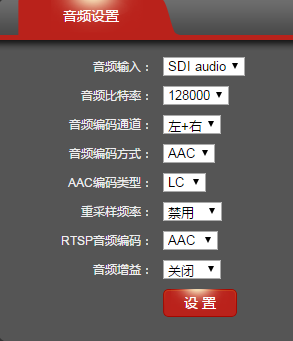 音频设置
音频输入： SDI audio
音频比特率： 128000
音频编码通道： 左+右
音频编码方式： AAC
AAC编码类型： LC
重采样频率： 禁用
RTSP音频编码： AAC
音频增益： 关闭
设 置